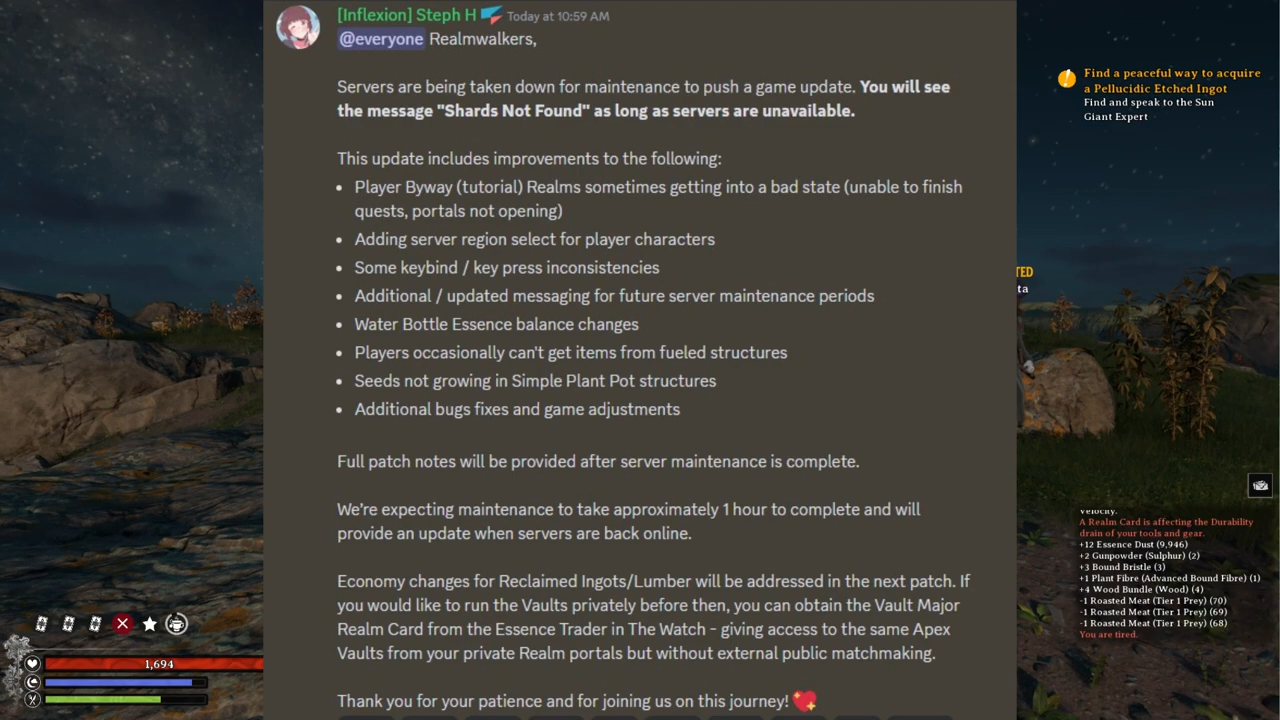 [Inflexion] Steph H Today at 10:59 AM
@everyone Realmwalkers,
Servers are being taken down for maintenance to push a game update. You will see
the message "Shards Not Found" as long as servers are unavailable.
This update includes improvements to the following:
• Player Byway (tutorial) Realms sometimes getting into a bad state (unable to finish
quests, portals not opening)
• Adding server region select for player characters
• Some keybind / key press inconsistencies
• Additional / updated messaging for future server maintenance periods
• Water Bottle Essence balance changes
• Players occasionally can't get items from fueled structures
• Seeds not growing in Simple Plant Pot structures
• Additional bugs fixes and game adjustments
Full patch notes will be provided after server maintenance is complete.
We're expecting maintenance to take approximately 1 hour to complete and will
provide an update when servers are back online.
Economy changes for Reclaimed Ingots/Lumber will be addressed in the next patch. If
you would like to run the Vaults privately before then, you can obtain the Vault Major
Realm Card from the Essence Trader in The Watch - giving access to the same Apex
Vaults from your private Realm portals but without external public matchmaking.
Thank you for your patience and for joining us on this journey!
Find a peaceful way to acquire
a Pellucidic Etched Ingot
Find and speak to the Sun
Giant Expert
TED
ta
velocity.
A Realm Card is affecting the Durability
drain of your tools and gear.
+12 Essence Dust (9,946)
+2 Gunpowder (Sulphur) (2)
+3 Bound Bristle (3)
+1 Plant Fibre (Advanced Bound Fibre) (1)
+4 Wood Bundle (Wood) (4)
-1 Roasted Meat (Tier 1 Prey) (70)
-1 Roasted Meat (Tier 1 Prey) (69)
-1 Roasted Meat (Tier 1 Prey) (68)
You are tired.
1,694